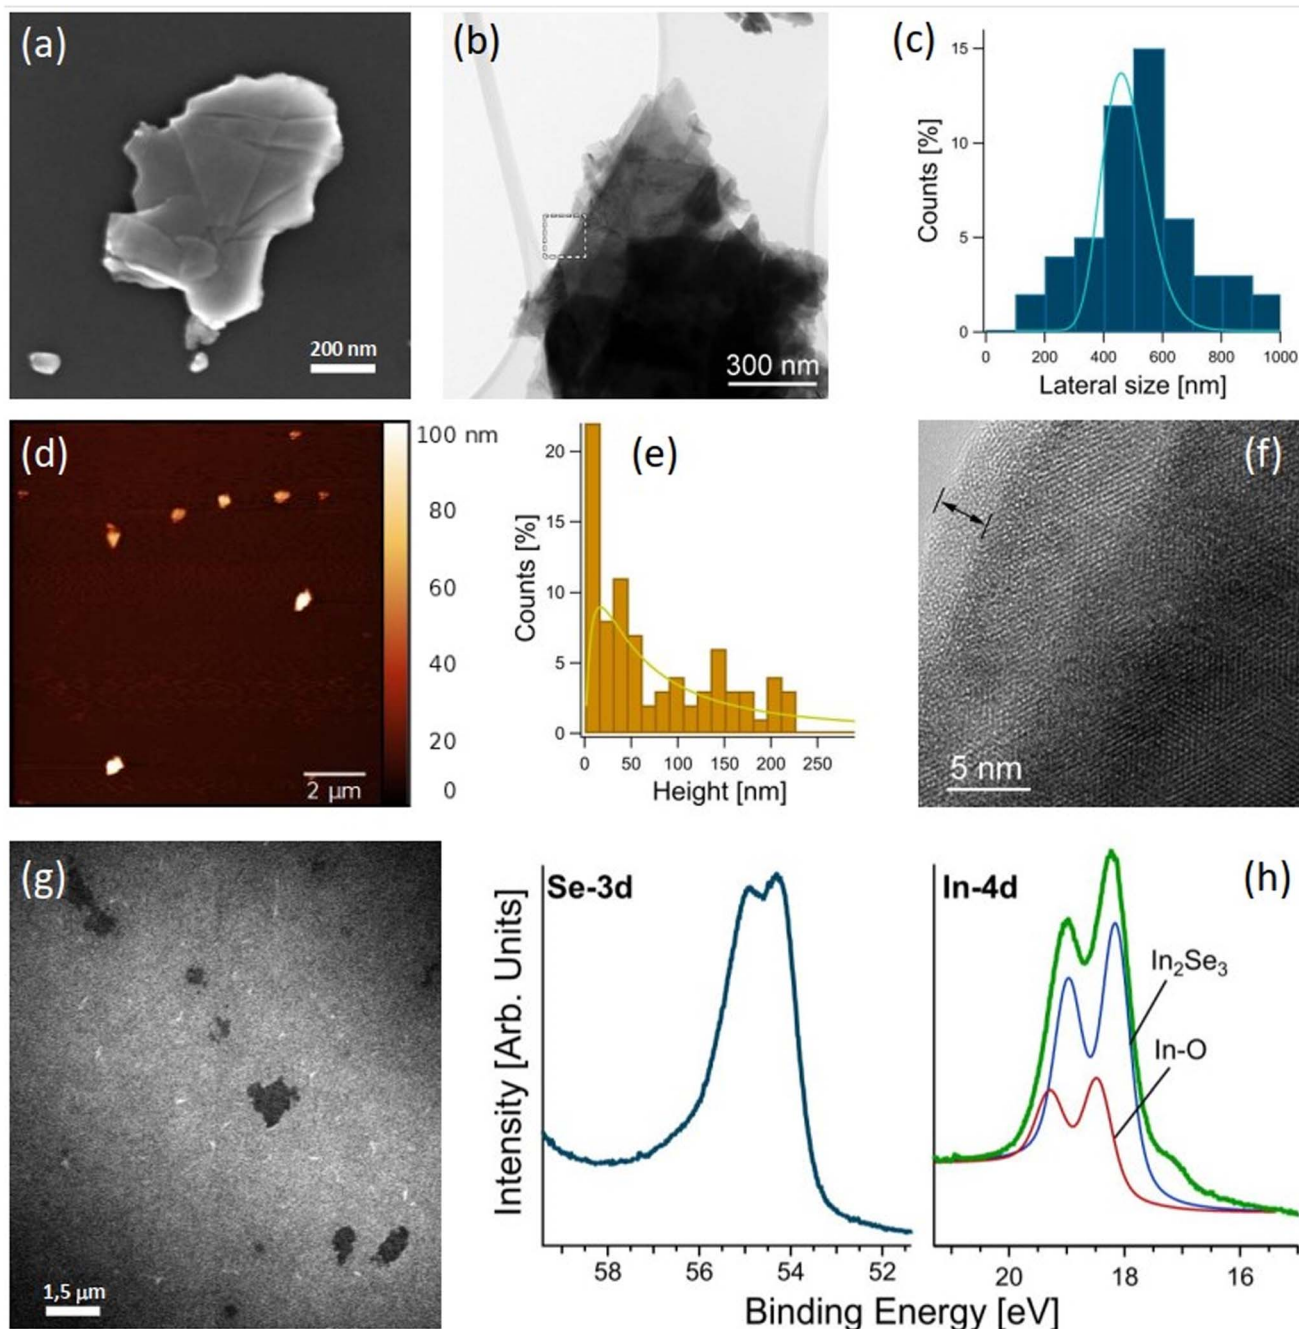 (a)
200 nm
(b)
300 nm
(c)
15
10
5
0
Counts [%]
0 200 400 600 800 1000
Lateral size [nm]
(d)
100 nm
80
60
40
20
0
2 μm
(e)
20
15
10
5
0
Counts [%]
0 50 100 150 200 250
Height [nm]
(f)
5 nm
(g)
1,5 μm
Intensity [Arb. Units]
Se-3d
58 56 54 52
In-4d
(h)
In₂Se₃
In-O
20 18 16
Binding Energy [eV]